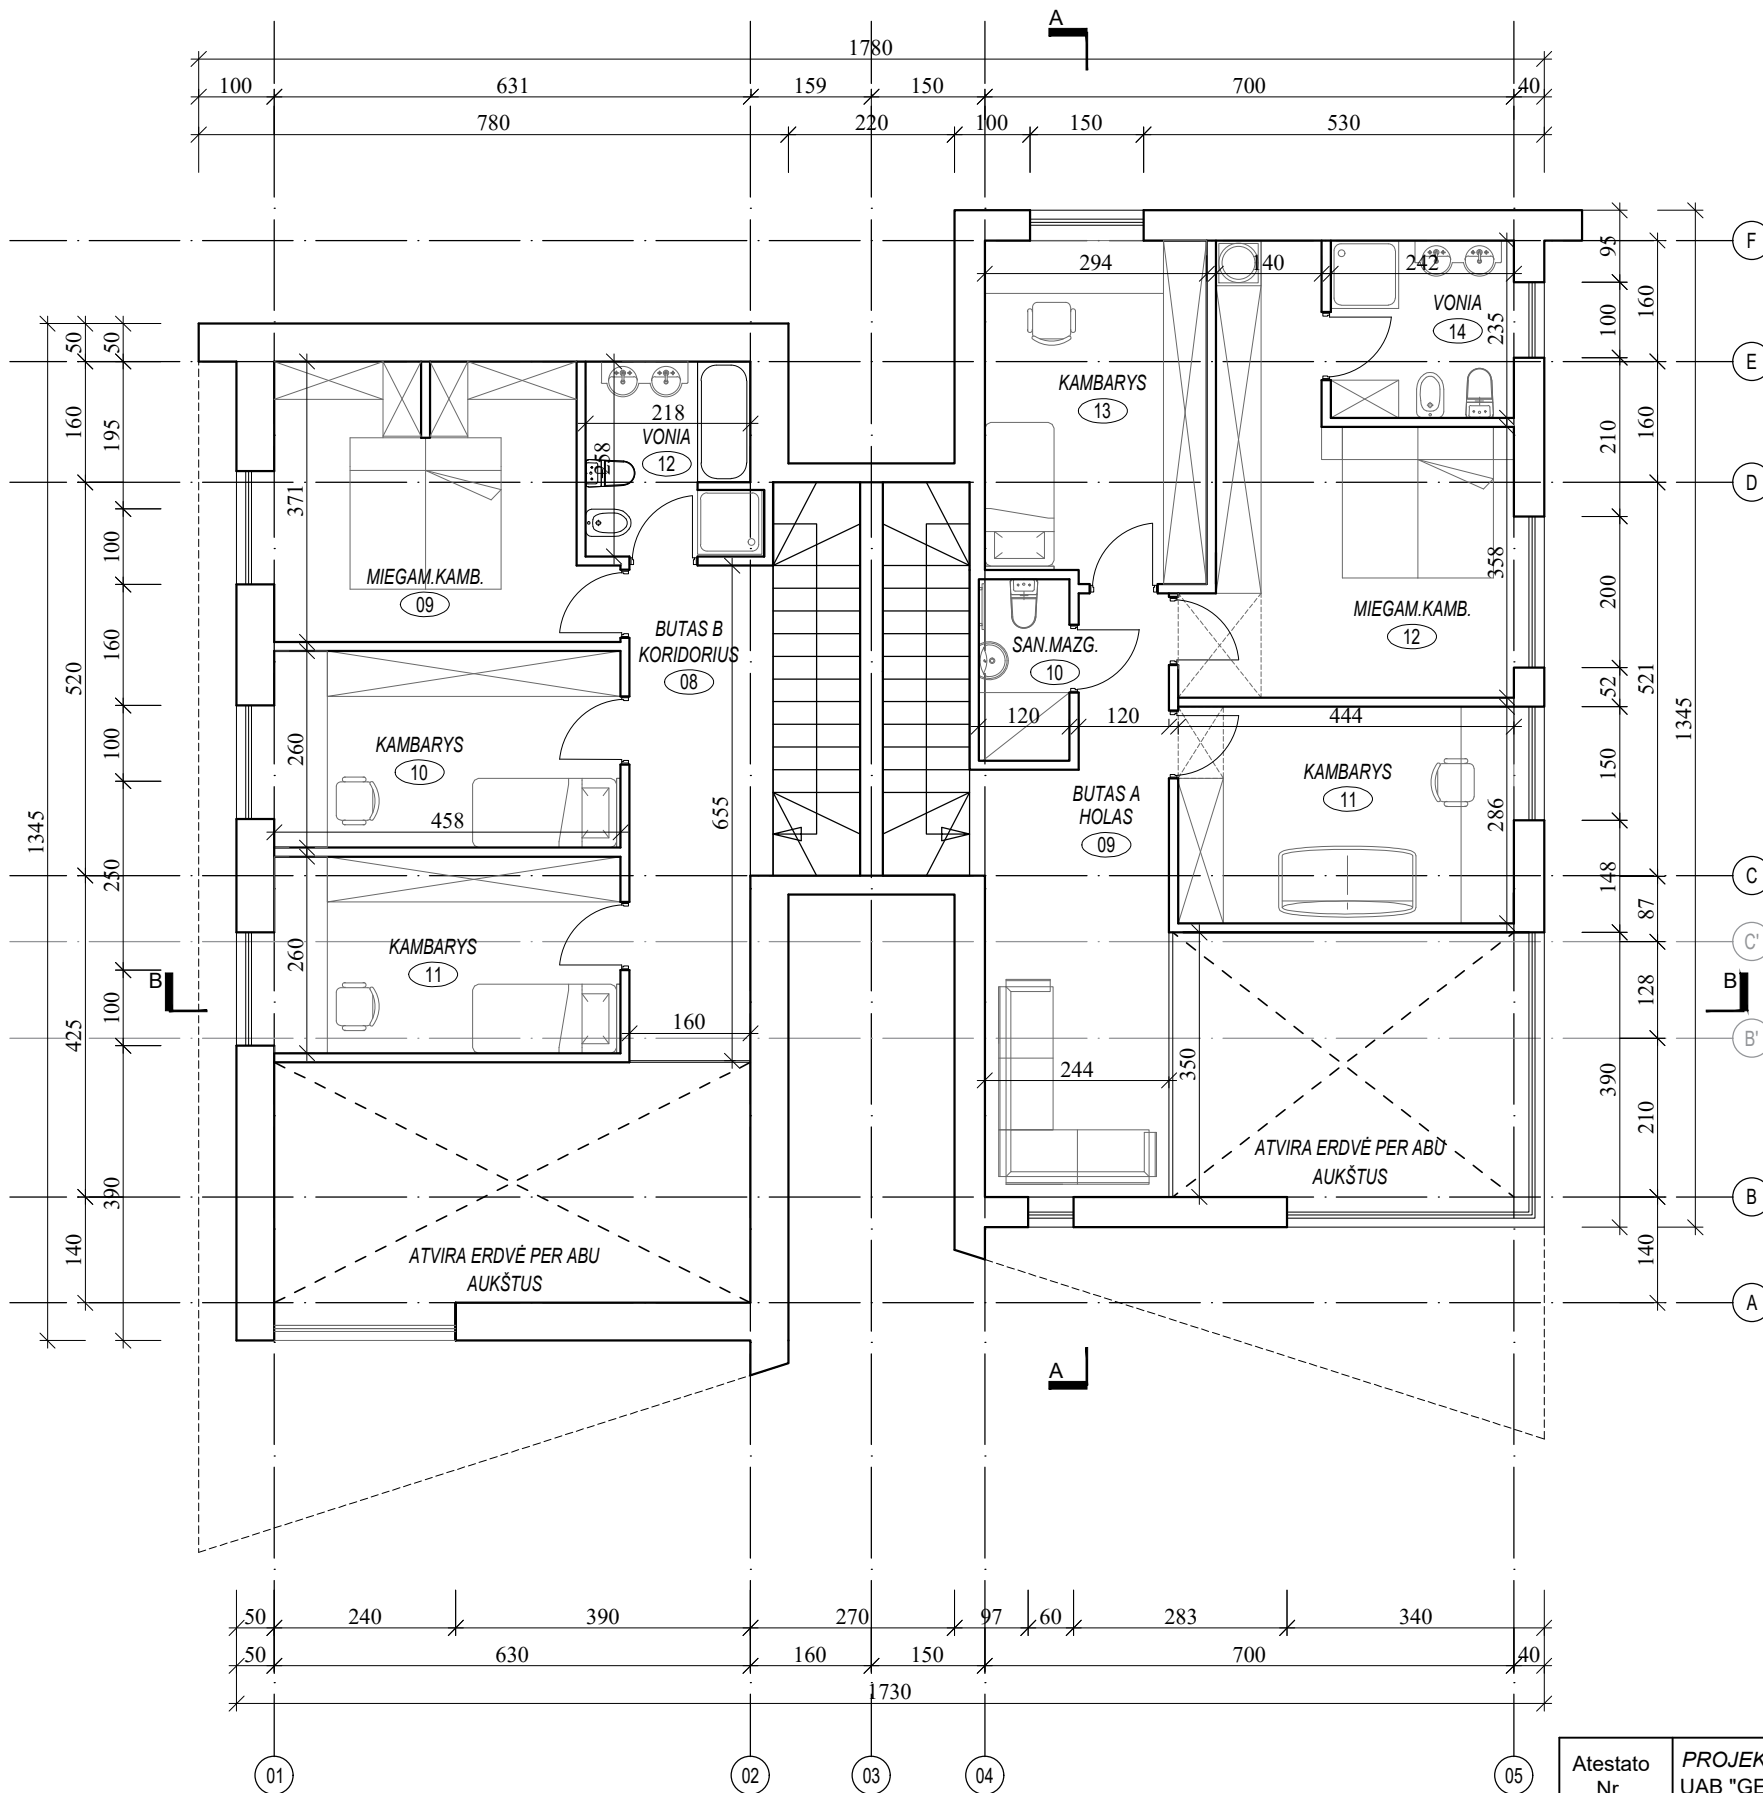 A
1780
100 631 159 150 700 40
780 220 100 150 530
F
95
294 140 242
160
VONIA
14
100
235
50 50
E
KAMBARYS
13
160
195
218
VONIA
12
258
210
160
D
371
100
MIEGAM.KAMB.
09
358
200
MIEGAM.KAMB.
12
BUTAS B
KORIDORIUS
08
SAN.MAZG.
10
160
520
52
521
1345
120 120 444
100
260
KAMBARYS
10
KAMBARYS
11
150
286
BUTAS A
HOLAS
09
458
655
1345
250
148
C
87
C'
260
KAMBARYS
11
B
B
100
128
425
160
B'
244
350
390
210
ATVIRA ERDVĖ PER ABU
AUKŠTUS
390
B
140
ATVIRA ERDVĖ PER ABU
AUKŠTUS
140
A
A
50 240 390 270 97 60 283 340
50 630 160 150 700 40
1730
01 02 03 04 05
Atestato
Nr
PROJEK
UAB "GE